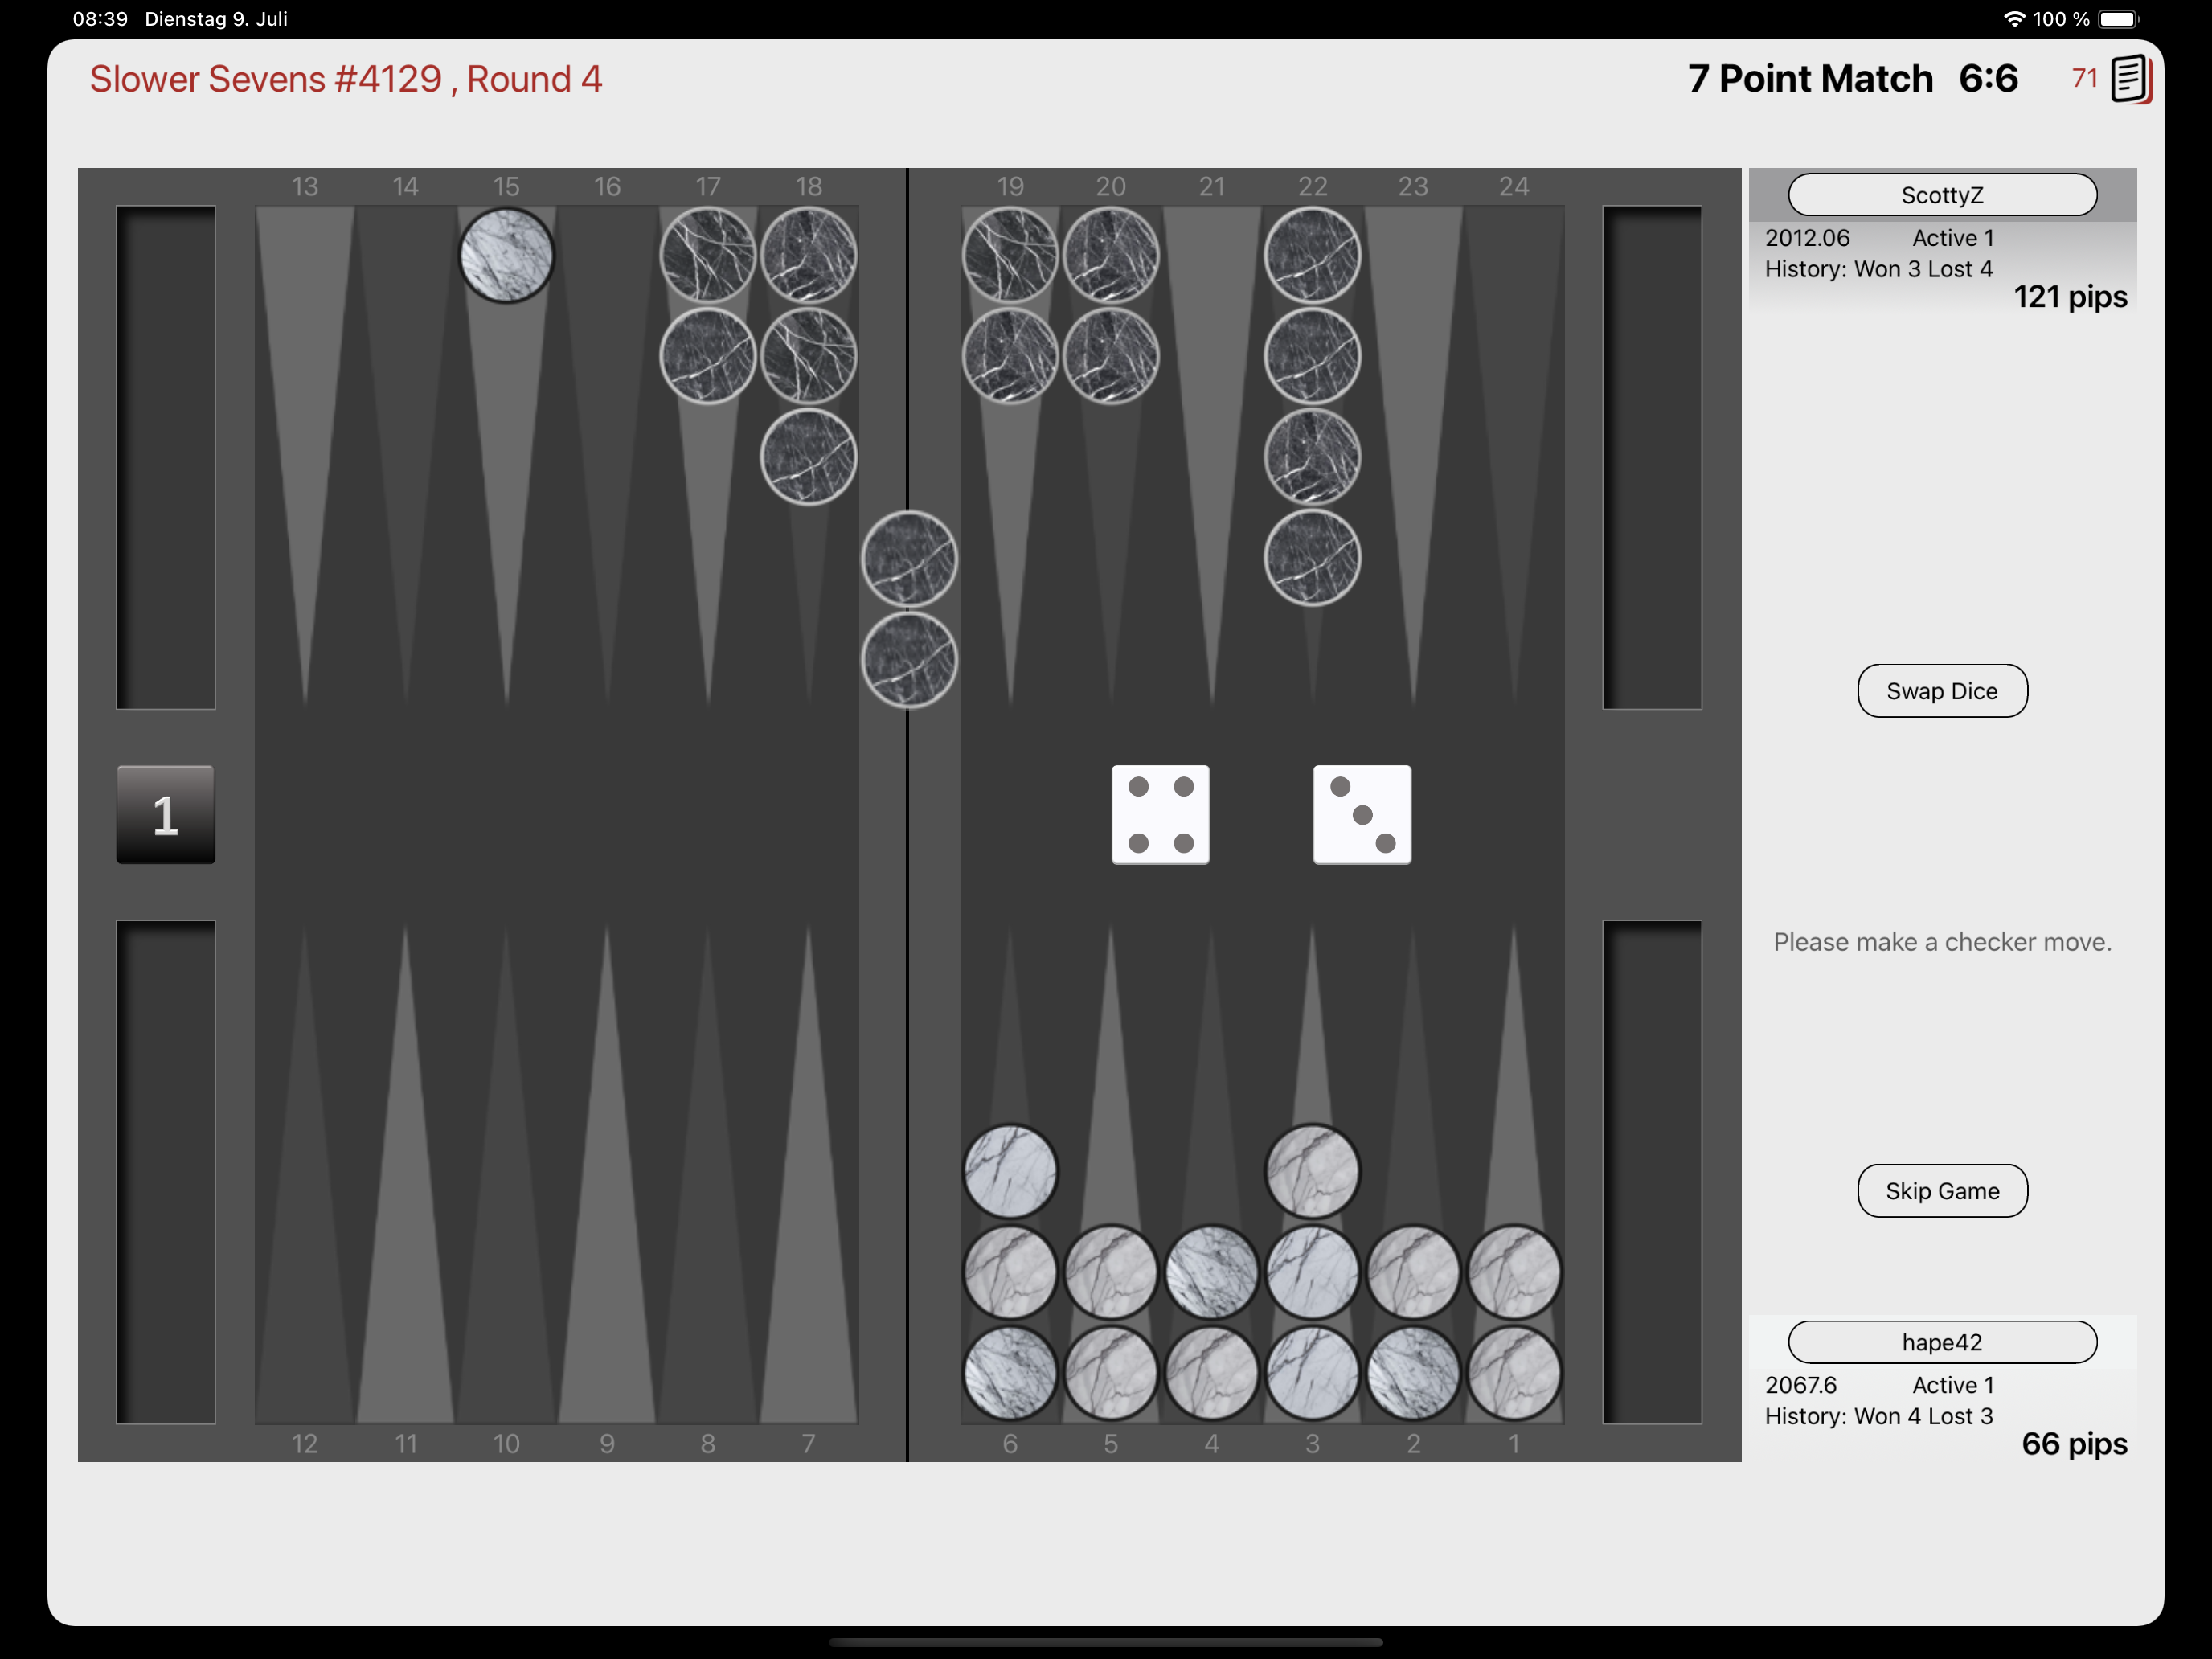 08:39 Dienstag 9. Juli
100 %
Slower Sevens #4129 , Round 4
7 Point Match 6:6
71
13 14 15 16 17 18 19 20 21 22 23 24
ScottyZ
2012.06 Active 1
History: Won 3 Lost 4
121 pips
Swap Dice
1
Please make a checker move.
Skip Game
hape42
2067.6 Active 1
History: Won 4 Lost 3
66 pips
12 11 10 9 8 7 6 5 4 3 2 1